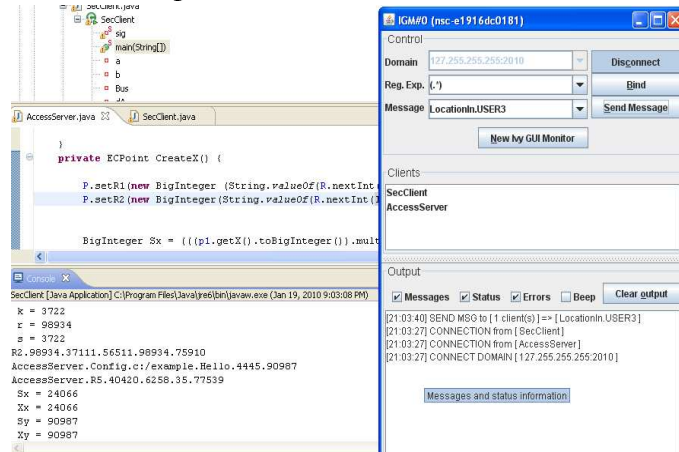 SecClient.java
SecClient
sig
main(String[])
a
b
Bus
AccessServer.java
SecClient.java
}
private ECPoint CreateX() {
P.setR1(new BigInteger (String.valueOf(R.nextInt(
P.setR2(new BigInteger(String.valueOf(R.nextInt(
BigInteger Sx = (((p1.getX().toBigInteger()).mult
Console
SecClient [Java Application] C:\Program Files\Java\jre6\bin\javaw.exe (Jan 19, 2010 9:03:08 PM)
k = 3722
r = 98934
s = 3722
R2.98934.37111.56511.98934.75910
AccessServer.Config.c:/example.Hello.4445.90987
AccessServer.R5.40420.6258.35.77539
Sx = 24066
Xx = 24066
Sy = 90987
Xy = 90987
IGM#0 (nsc-e1916dc0181)
Control
Domain 127.255.255.255:2010 Disconnect
Reg. Exp. (.*) Bind
Message LocationIn.USER3 Send Message
New Ivy GUI Monitor
Clients
SecClient
AccessServer
Output
Messages Status Errors Beep Clear output
[21:03:40] SEND MSG to [ 1 client(s) ] => [ LocationIn.USER3 ]
[21:03:27] CONNECTION from [ SecClient ]
[21:03:27] CONNECTION from [ AccessServer ]
[21:03:27] CONNECT DOMAIN [ 127.255.255.255:2010 ]
Messages and status information